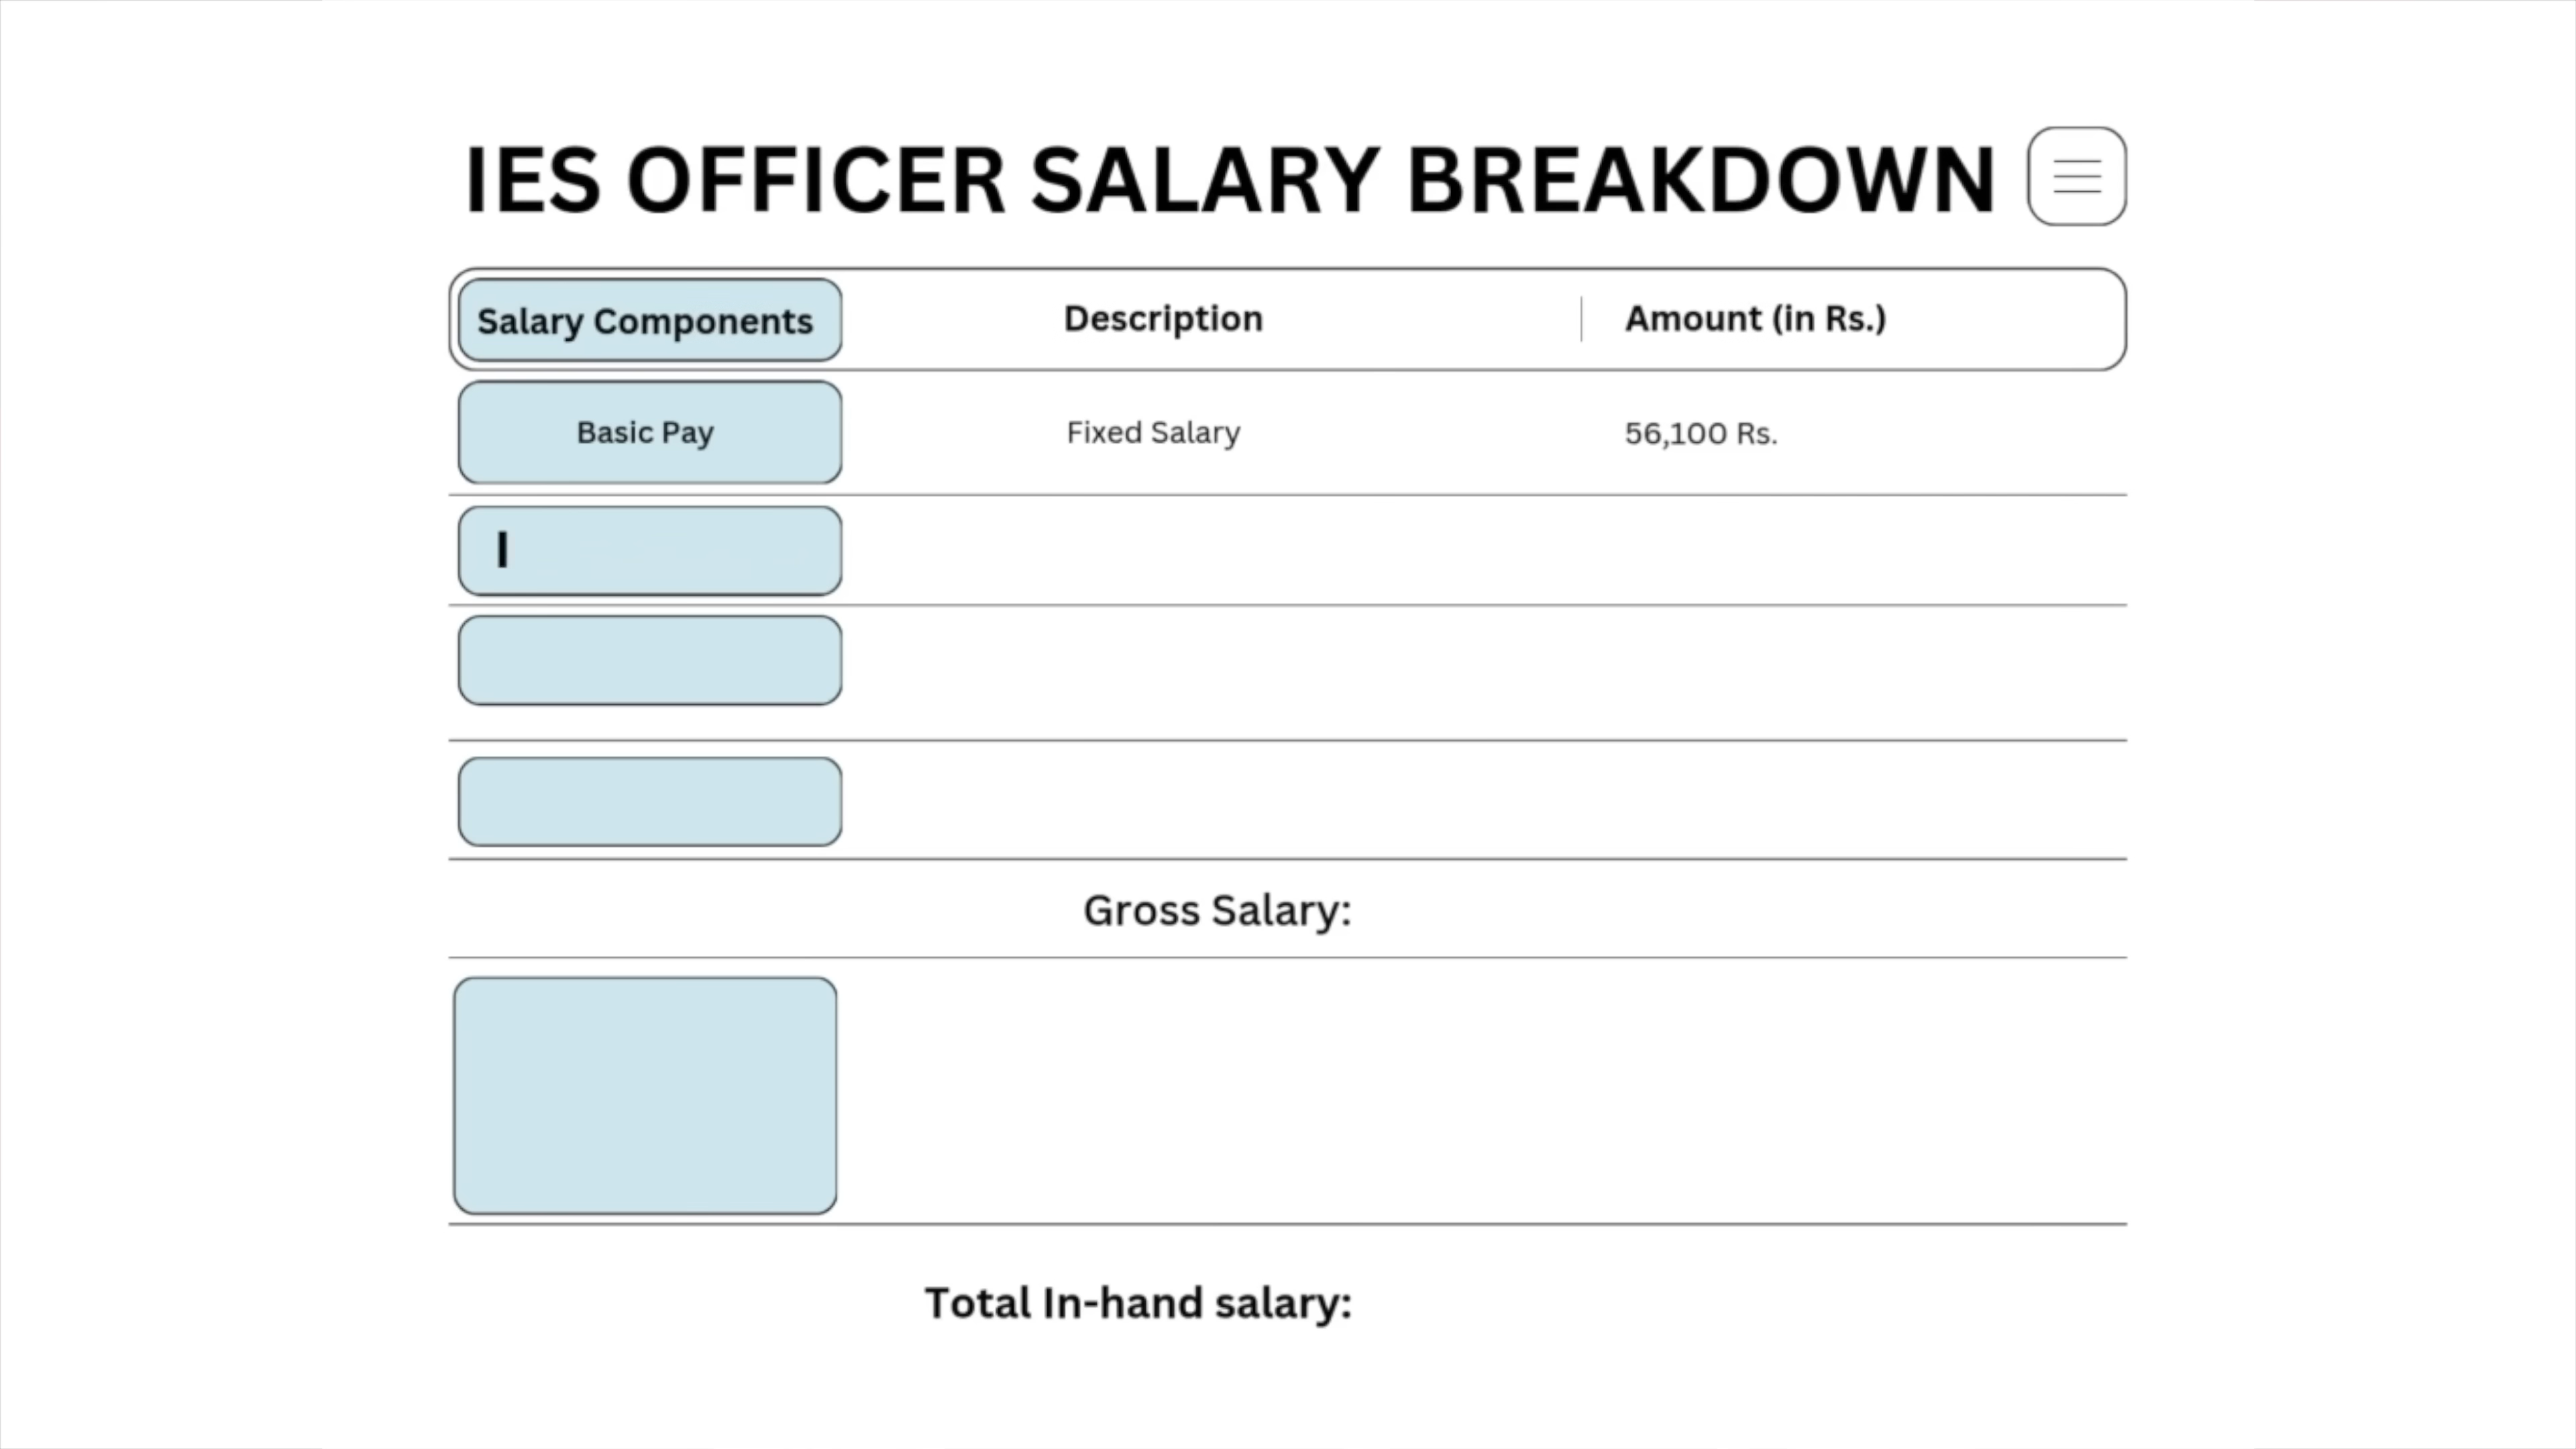 IES OFFICER SALARY BREAKDOWN
Salary Components Description Amount (in Rs.)
Basic Pay Fixed Salary 56,100 Rs.
I
Gross Salary:
Total In-hand salary: